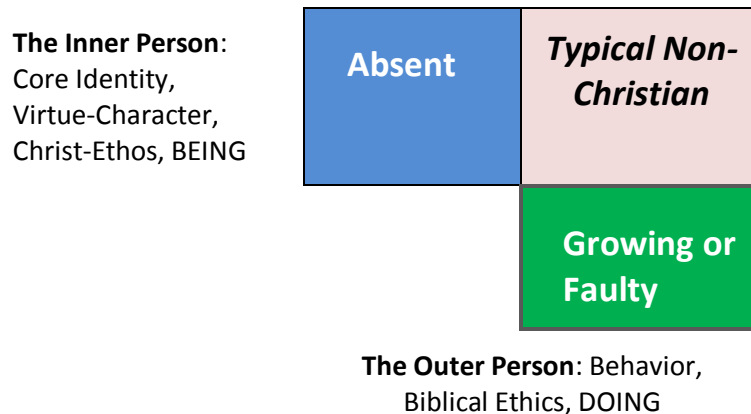 The Inner Person:
Core Identity,
Virtue-Character,
Christ-Ethos, BEING
Absent
Typical Non-
Christian
Growing or
Faulty
The Outer Person: Behavior,
Biblical Ethics, DOING